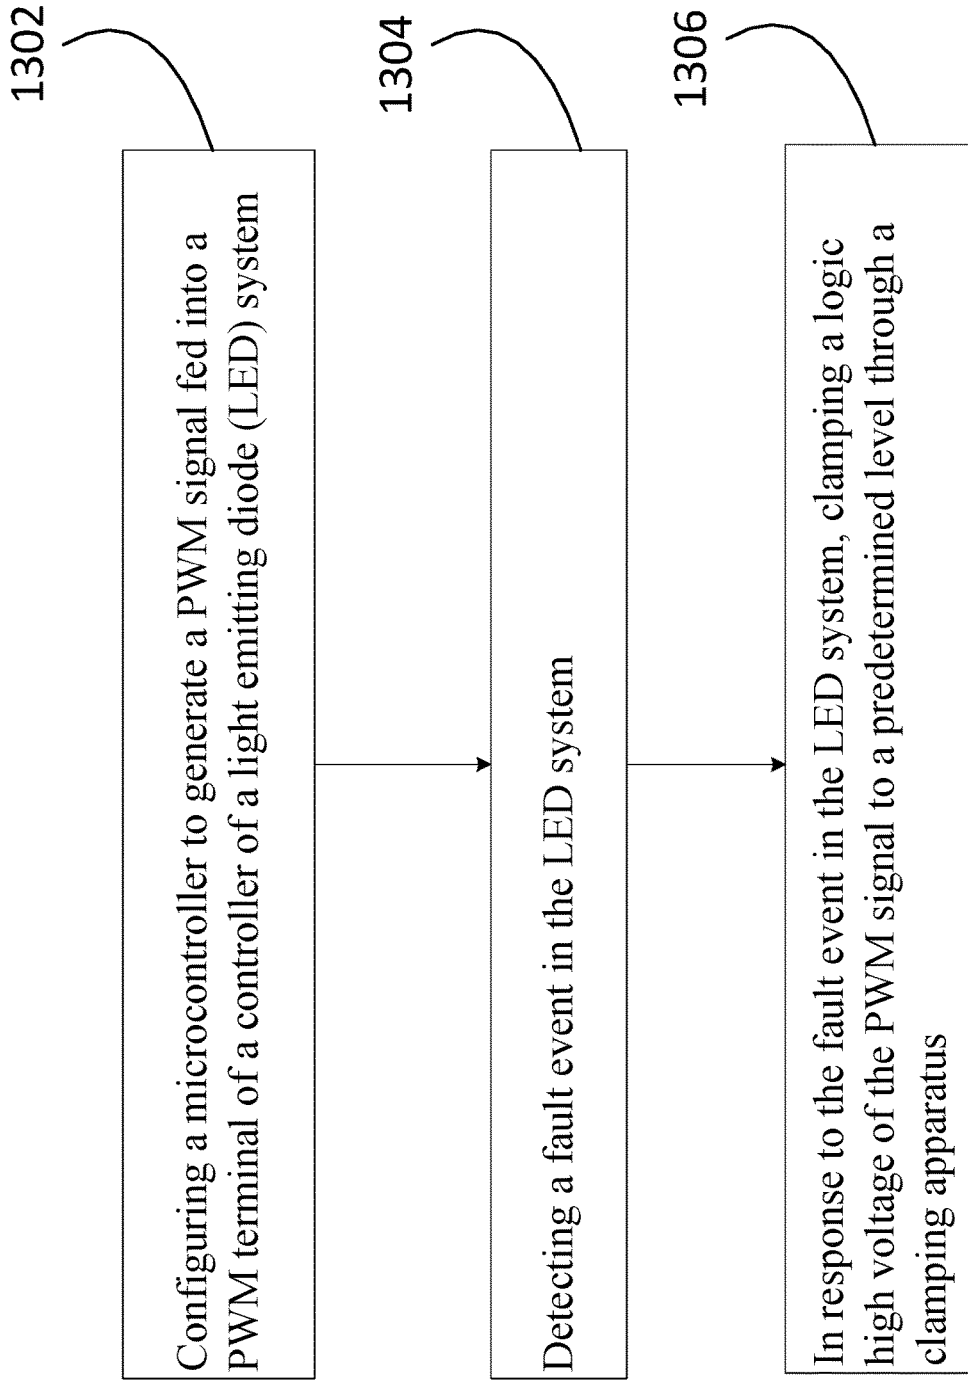 1302
Configuring a microcontroller to generate a PWM signal fed into a
PWM terminal of a controller of a light emitting diode (LED) system
1304
Detecting a fault event in the LED system
1306
In response to the fault event in the LED system, clamping a logic
high voltage of the PWM signal to a predetermined level through a
clamping apparatus